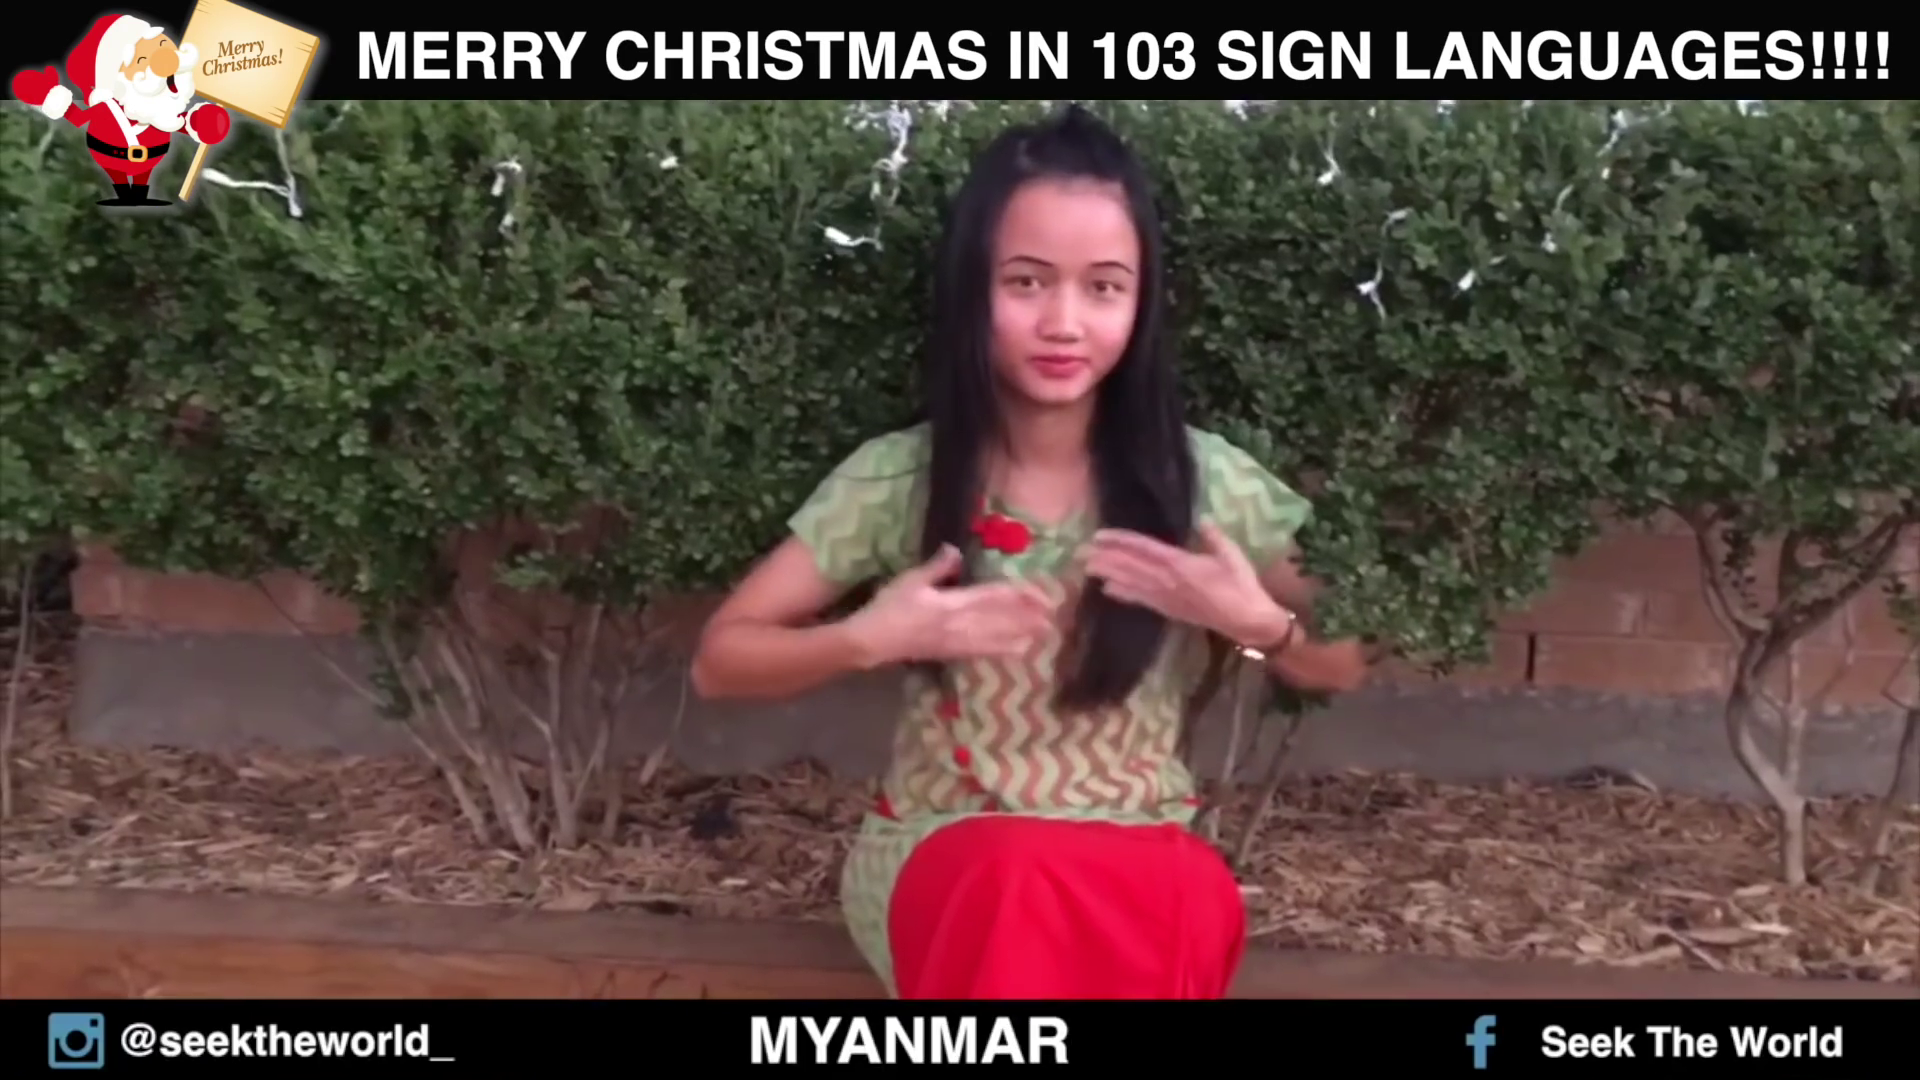 Merry
Christmas!
MERRY CHRISTMAS IN 103 SIGN LANGUAGES!!!!
@seektheworld_
MYANMAR
Seek The World